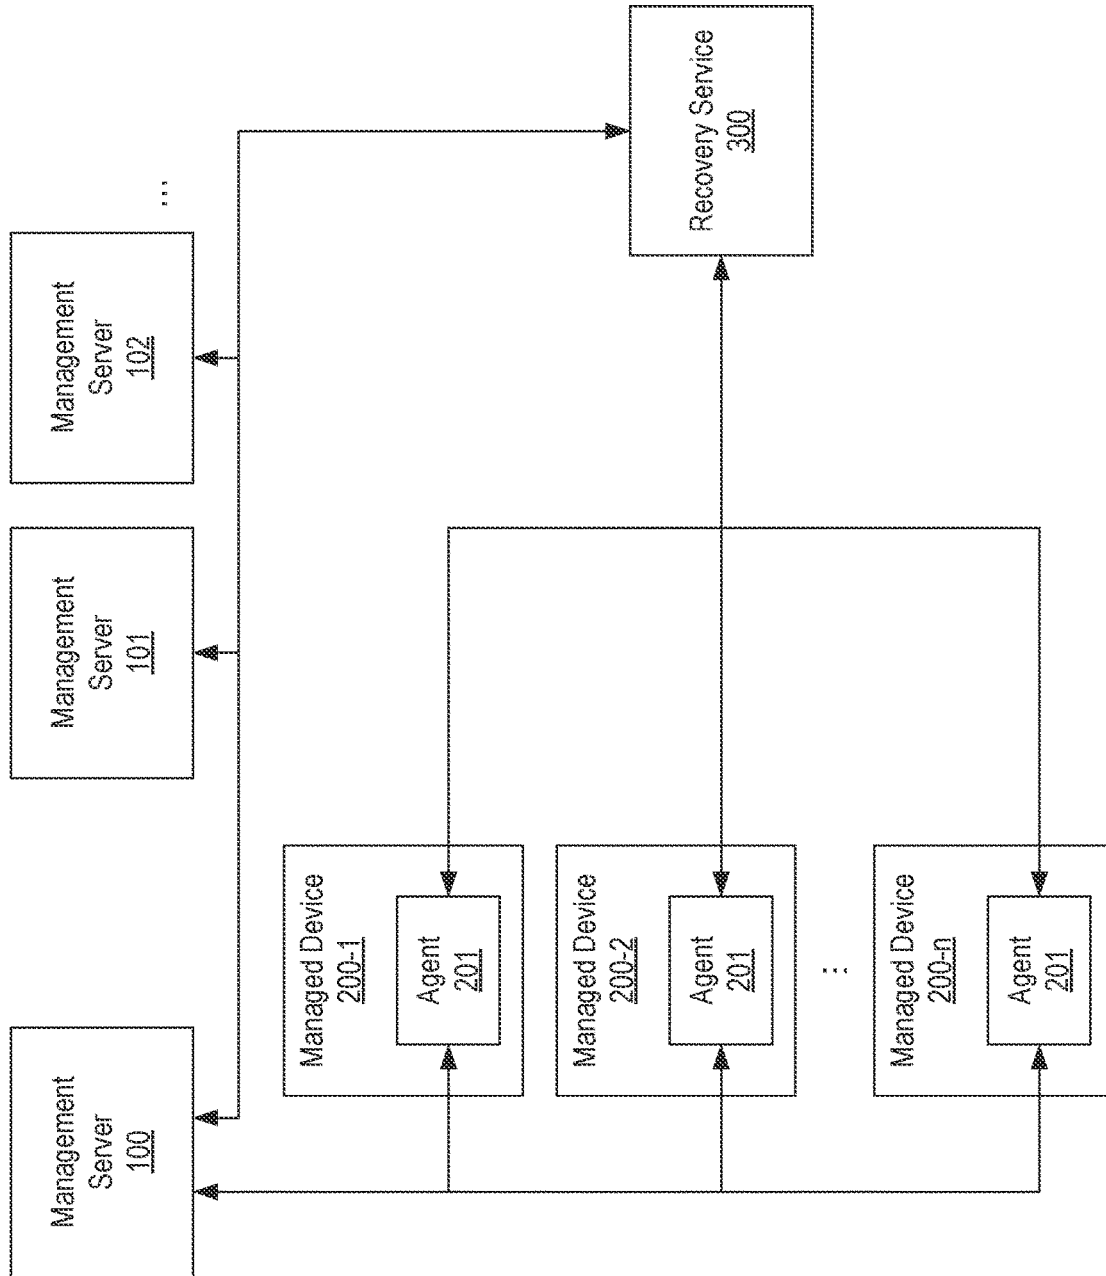 Management
Server
100
Management
Server
101
Management
Server
102
...
Managed Device
200-1
Agent
201
Managed Device
200-2
Agent
201
...
Managed Device
200-n
Agent
201
Recovery Service
300